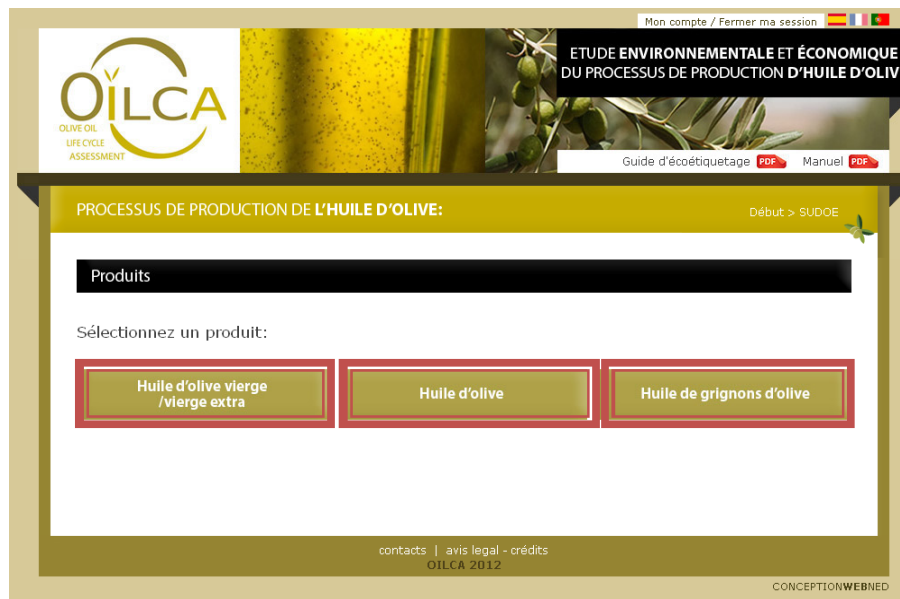 Mon compte / Fermer ma session
OÏLCA
OLIVE OIL
LIFE CYCLE
ASSESSMENT
ETUDE ENVIRONNEMENTALE ET ÉCONOMIQUE
DU PROCESSUS DE PRODUCTION D'HUILE D'OLIV
Guide d'écoétiquetage PDF Manuel PDF
PROCESSUS DE PRODUCTION DE L'HUILE D'OLIVE:
Début > SUDOE
Produits
Sélectionnez un produit:
Huile d'olive vierge
/vierge extra
Huile d'olive
Huile de grignons d'olive
contacts | avis legal - crédits
OILCA 2012
CONCEPTIONWEBNED